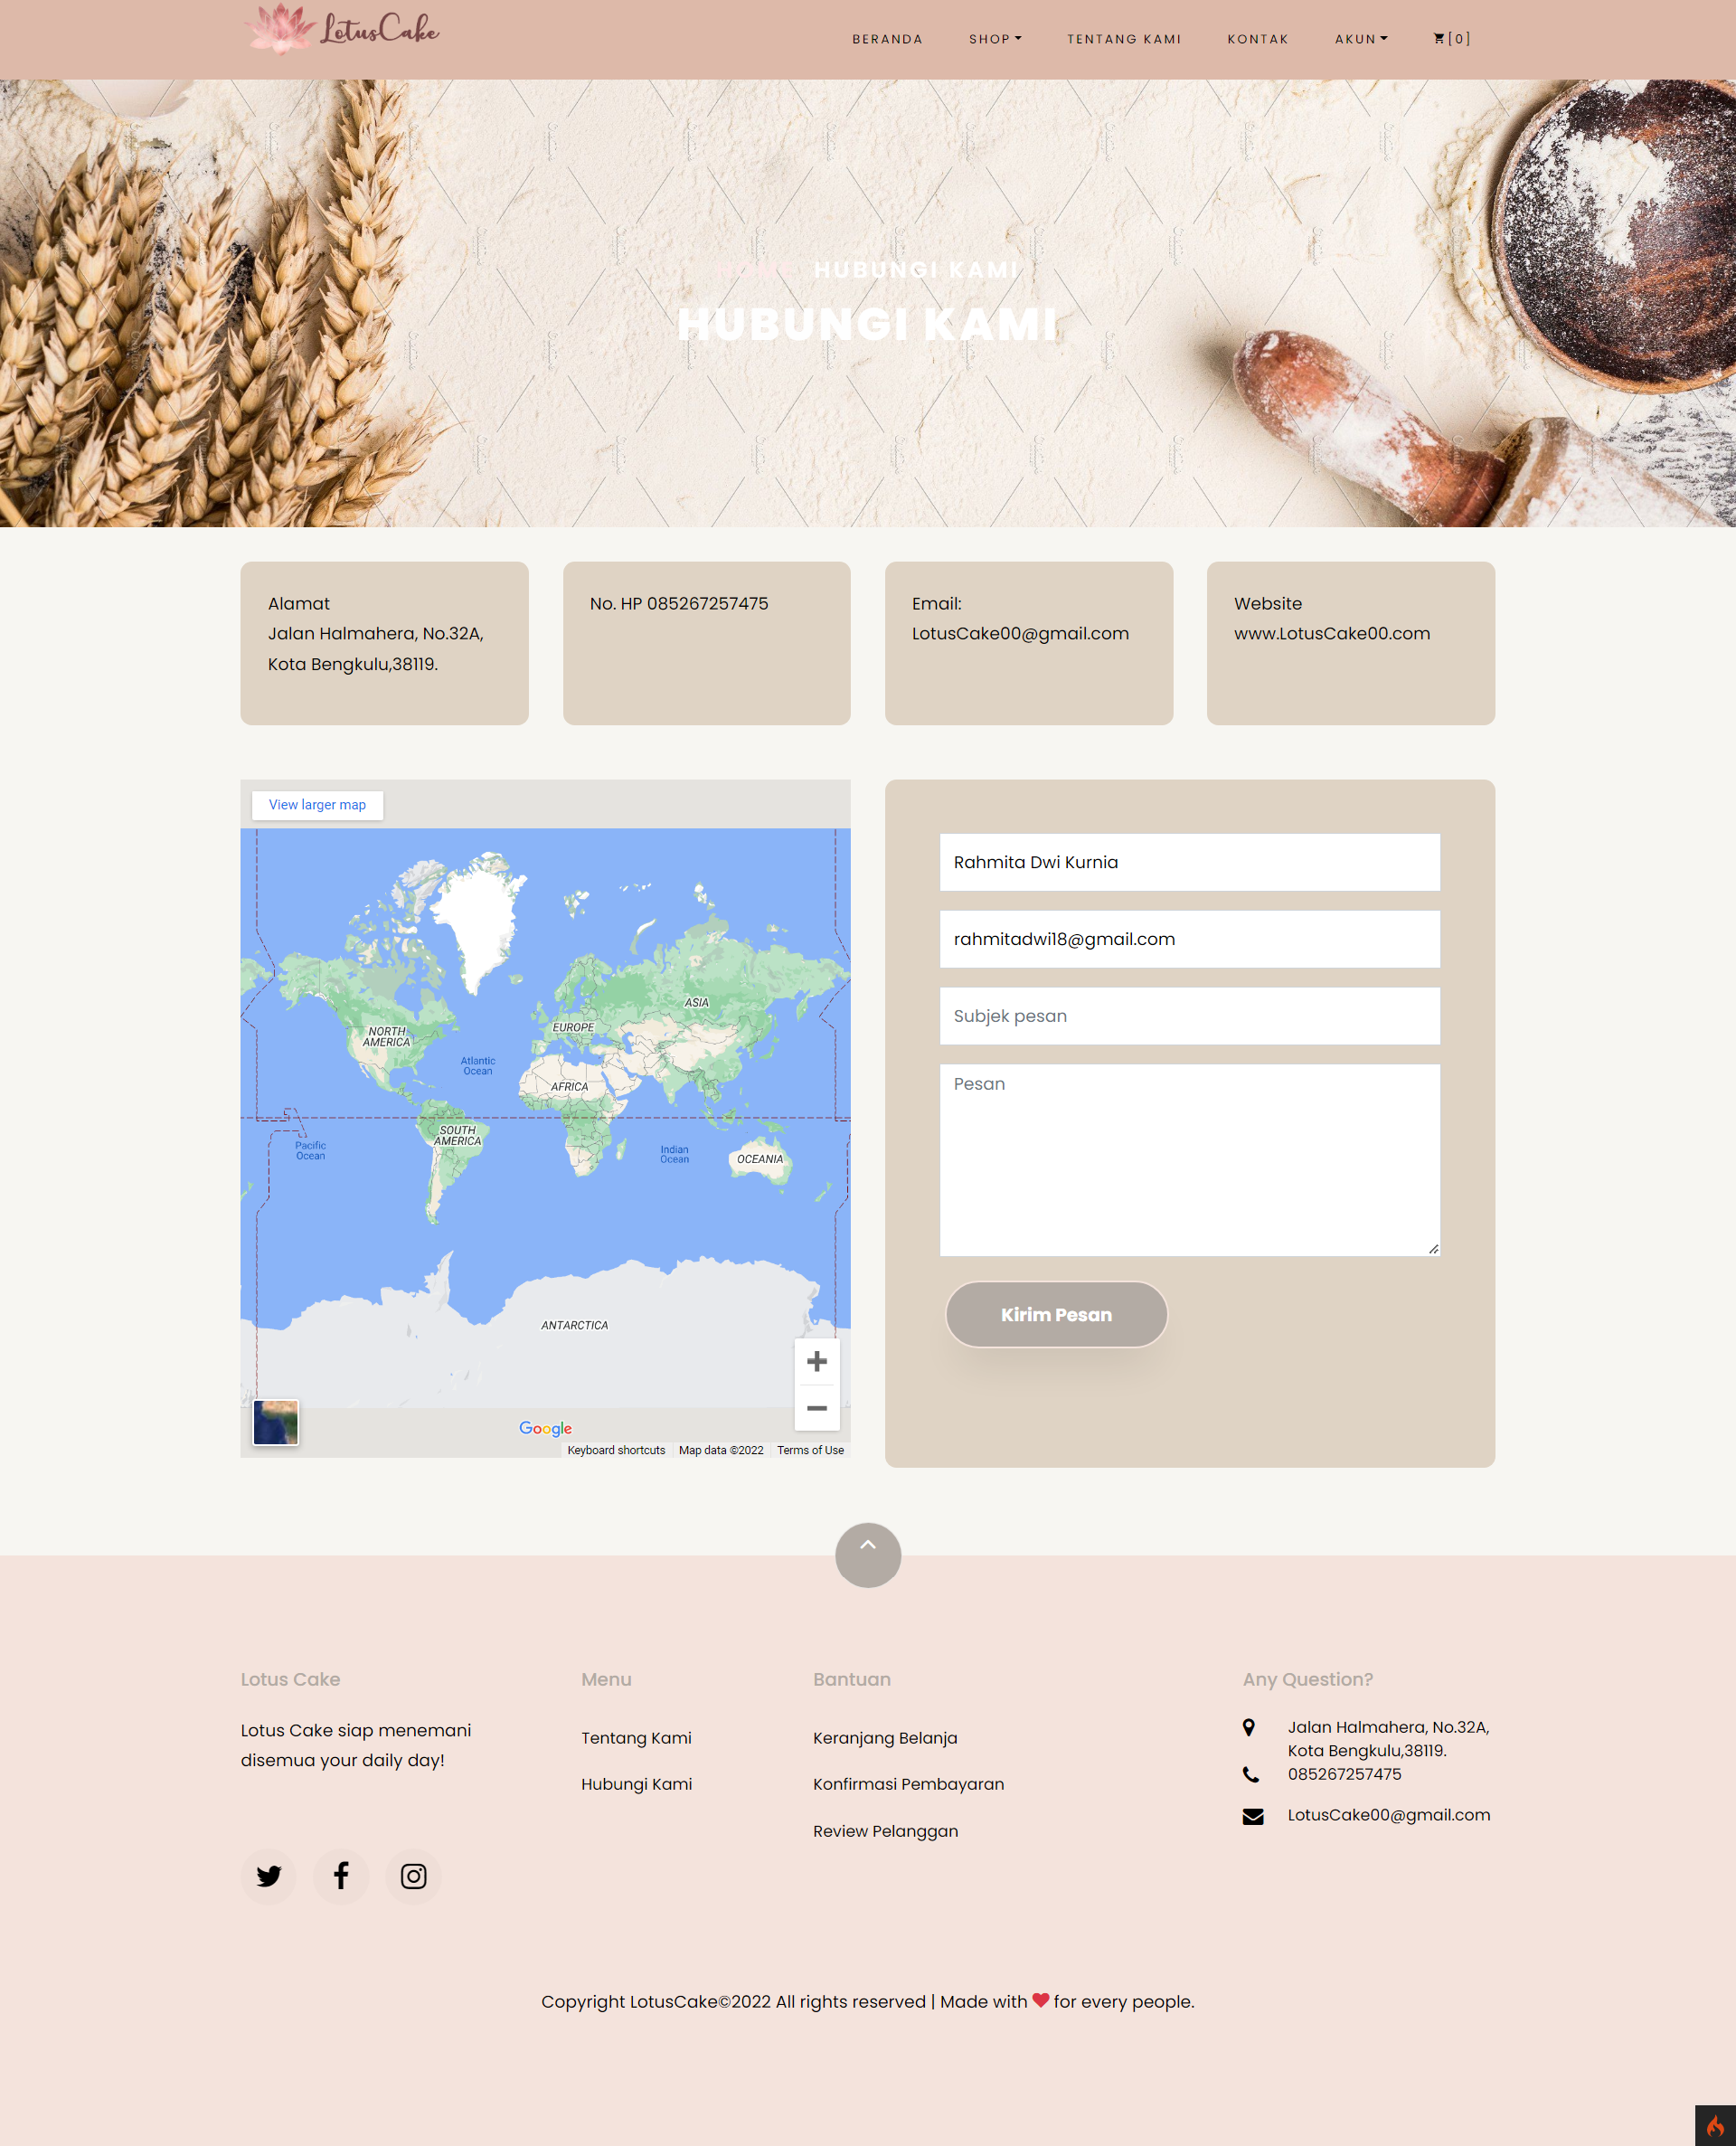 LotusCake
BERANDA
SHOP
TENTANG KAMI
KONTAK
AKUN
[0]
HUBUNGI KAMI
HUBUNGI KAMI
Alamat
Jalan Halmahera, No.32A,
Kota Bengkulu,38119.
No. HP 085267257475
Email:
LotusCake00@gmail.com
Website
www.LotusCake00.com
View larger map
ASIA
NORTH
AMERICA
EUROPE
Atlantic
Ocean
AFRICA
SOUTH
AMERICA
Pacific
Ocean
Indian
Ocean
OCEANIA
ANTARCTICA
Google
Keyboard shortcuts
Map data ©2022
Terms of Use
Rahmita Dwi Kurnia
rahmitadwi18@gmail.com
Subjek pesan
Pesan
Kirim Pesan
Lotus Cake
Lotus Cake siap menemani
disemua your daily day!
Menu
Tentang Kami
Hubungi Kami
Bantuan
Keranjang Belanja
Konfirmasi Pembayaran
Review Pelanggan
Any Question?
Jalan Halmahera, No.32A,
Kota Bengkulu,38119.
085267257475
LotusCake00@gmail.com
Copyright LotusCake©2022 All rights reserved | Made with ❤ for every people.